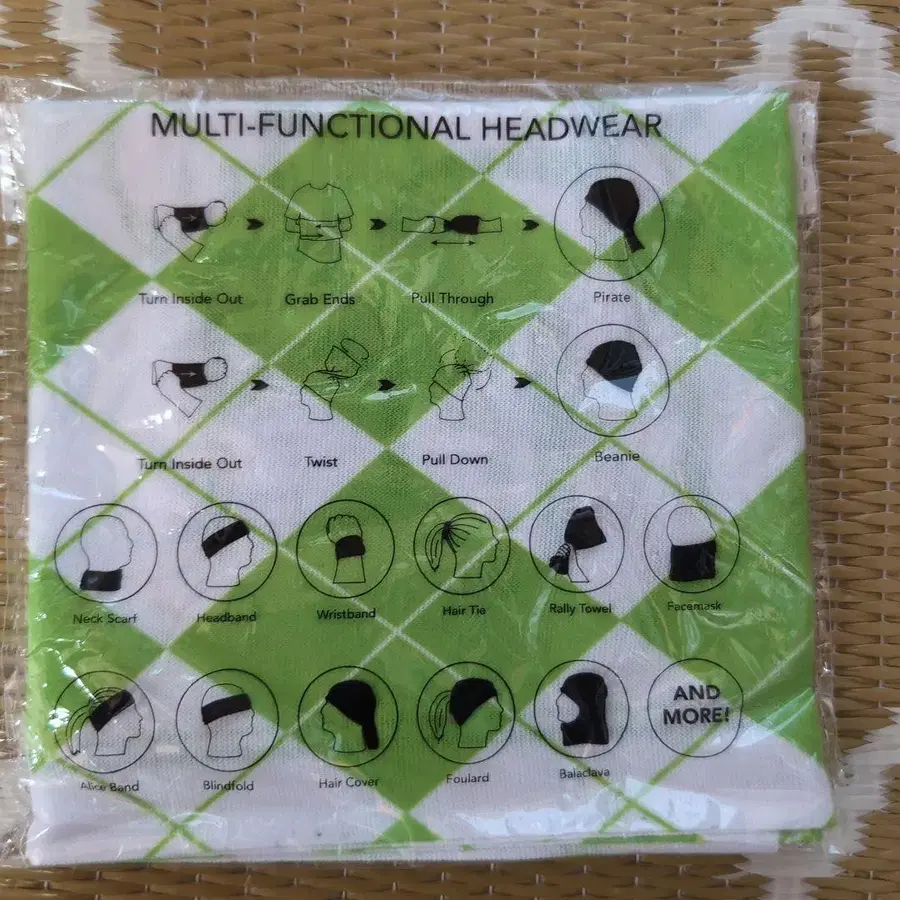 MULTI-FUNCTIONAL HEADWEAR
Turn Inside Out Grab Ends Pull Through Pirate
Turn Inside Out Twist Pull Down Beanie
Neck Scarf Headband Wristband Hair Tie Rally Towel Facemask
Alice Band Blindfold Hair Cover Foulard Balaclava AND
MORE!